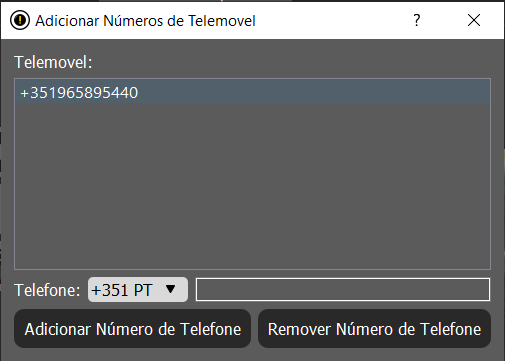 Adicionar Números de Telemovel
Telemovel:
+351965895440
Telefone: +351 PT
Adicionar Número de Telefone Remover Número de Telefone